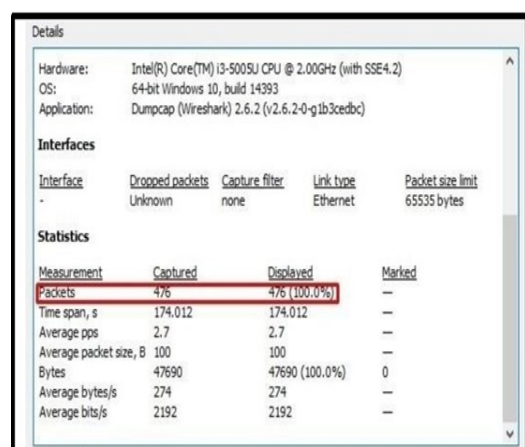 Details
Hardware: Intel(R) Core(TM) i3-5005U CPU @ 2.00GHz (with SSE4.2)
OS: 64-bit Windows 10, build 14393
Application: Dumpcap (Wireshark) 2.6.2 (v2.6.2-0-g1b3cedbc)
Interfaces
Interface Dropped packets Capture filter Link type Packet size limit
- Unknown none Ethernet 65535 bytes
Statistics
Measurement Captured Displayed Marked
Packets 476 476 (100.0%) —
Time span, s 174.012 174.012 —
Average pps 2.7 2.7 —
Average packet size, B 100 100 —
Bytes 47690 47690 (100.0%) 0
Average bytes/s 274 274 —
Average bits/s 2192 2192 —